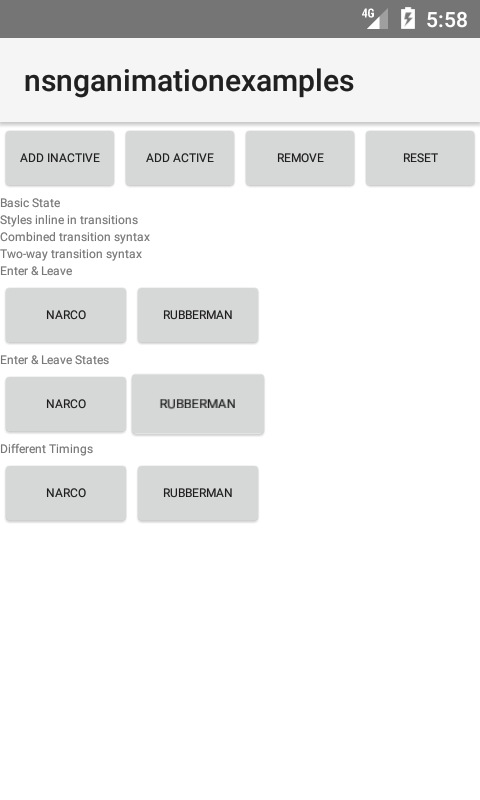 4G 5:58
nsnganimationexamples
ADD INACTIVE ADD ACTIVE REMOVE RESET
Basic State
Styles inline in transitions
Combined transition syntax
Two-way transition syntax
Enter & Leave
NARCO RUBBERMAN
Enter & Leave States
NARCO RUBBERMAN
Different Timings
NARCO RUBBERMAN